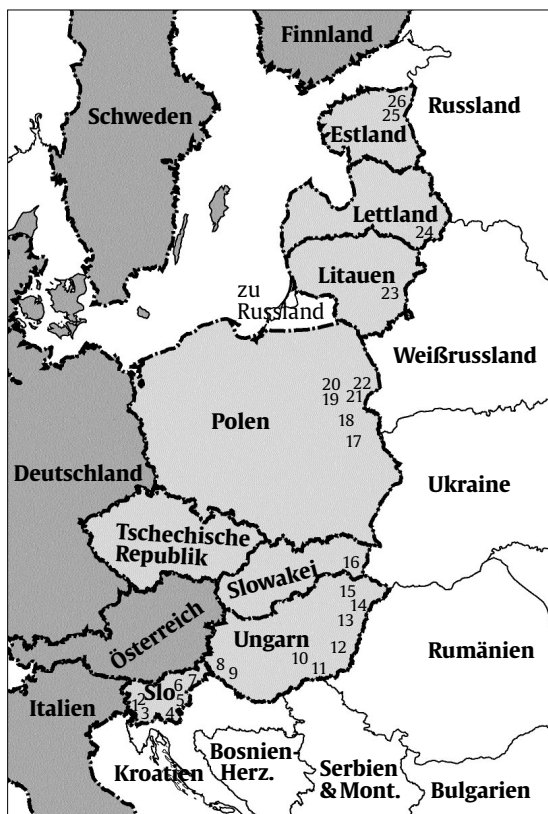 Finnland
Schweden
26
25
Russland
Estland
Lettland
24
Litauen
23
zu
Russland
Weißrussland
20 22
19 21
18
17
Polen
Deutschland
Ukraine
Tschechische
Republik
Slowakei
16
15
14
13
Österreich
Ungarn
12
10
11
8
9
Rumänien
Slo
7
6
5
4
1
2
3
Italien
Kroatien
Bosnien-
Herz.
Serbien
& Mont.
Bulgarien